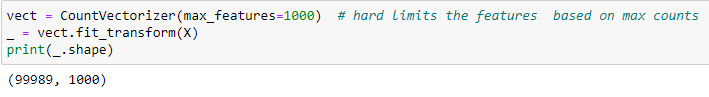 vect = CountVectorizer(max_features=1000)  # hard limits the features  based on max counts
_ = vect.fit_transform(X)
print(_.shape)
(99989, 1000)